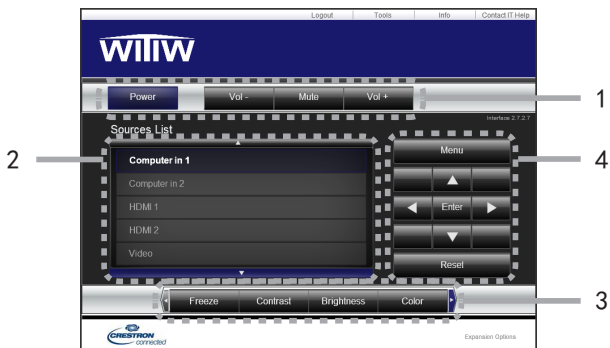 Logout Tools Info Contact IT Help
WITIW
Power Vol - Mute Vol + 1
Interface 2.7.2.7
Sources List
2
Computer in 1
Computer in 2
HDMI 1
HDMI 2
Video
Menu 4
Enter
Reset
Freeze Contrast Brightness Color 3
CRESTRON connected
Expansion Options